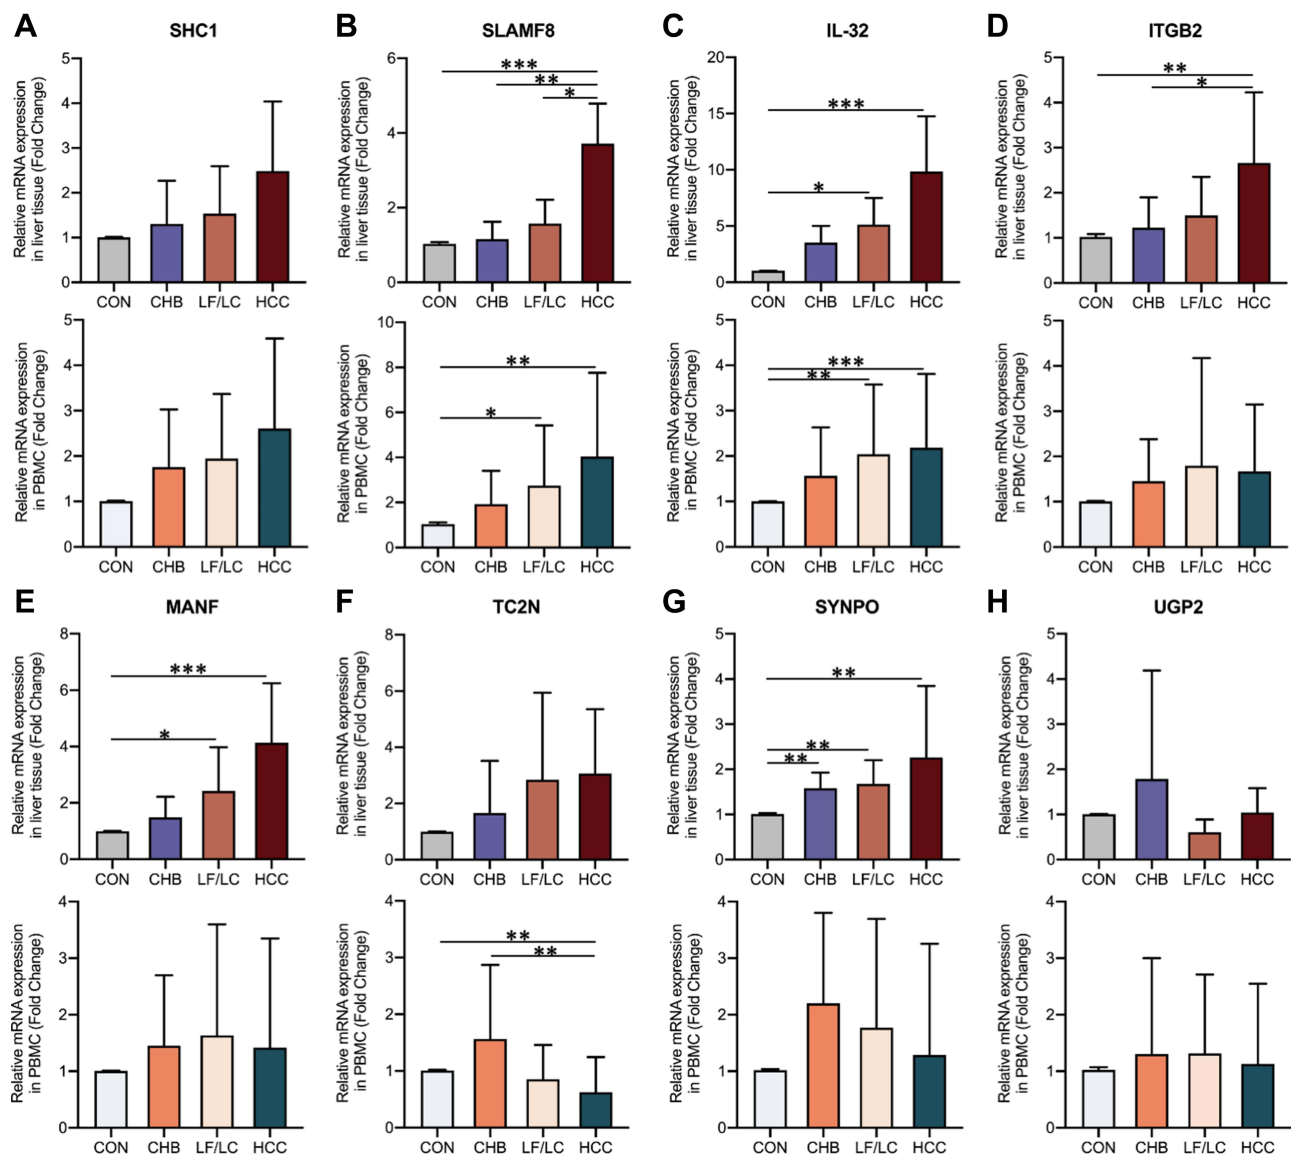 A
SHC1
Relative mRNA expression
in liver tissue (Fold Change)
5
4
3
2
1
0
CON CHB LF/LC HCC
Relative mRNA expression
in PBMC (Fold Change)
5
4
3
2
1
0
CON CHB LF/LC HCC
B
SLAMF8
Relative mRNA expression
in liver tissue (Fold Change)
6
4
2
0
***
**
*
CON CHB LF/LC HCC
Relative mRNA expression
in PBMC (Fold Change)
10
8
6
4
2
0
**
*
CON CHB LF/LC HCC
C
IL-32
Relative mRNA expression
in liver tissue (Fold Change)
20
15
10
5
0
***
*
CON CHB LF/LC HCC
Relative mRNA expression
in PBMC (Fold Change)
5
4
3
2
1
0
***
**
CON CHB LF/LC HCC
D
ITGB2
Relative mRNA expression
in liver tissue (Fold Change)
5
4
3
2
1
0
**
*
CON CHB LF/LC HCC
Relative mRNA expression
in PBMC (Fold Change)
5
4
3
2
1
0
CON CHB LF/LC HCC
E
MANF
Relative mRNA expression
in liver tissue (Fold Change)
8
6
4
2
0
***
*
CON CHB LF/LC HCC
Relative mRNA expression
in PBMC (Fold Change)
4
3
2
1
0
CON CHB LF/LC HCC
F
TC2N
Relative mRNA expression
in liver tissue (Fold Change)
8
6
4
2
0
CON CHB LF/LC HCC
Relative mRNA expression
in PBMC (Fold Change)
4
3
2
1
0
**
**
CON CHB LF/LC HCC
G
SYNPO
Relative mRNA expression
in liver tissue (Fold Change)
5
4
3
2
1
0
**
**
**
CON CHB LF/LC HCC
Relative mRNA expression
in PBMC (Fold Change)
4
3
2
1
0
CON CHB LF/LC HCC
H
UGP2
Relative mRNA expression
in liver tissue (Fold Change)
5
4
3
2
1
0
CON CHB LF/LC HCC
Relative mRNA expression
in PBMC (Fold Change)
4
3
2
1
0
CON CHB LF/LC HCC